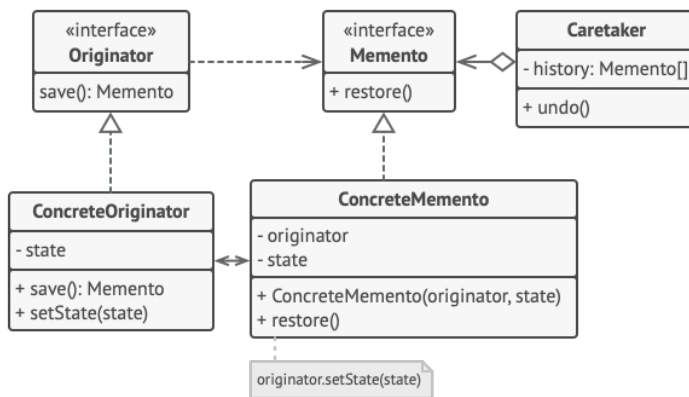 «interface»
Originator
save(): Memento
«interface»
Memento
+ restore()
Caretaker
- history: Memento[]
+ undo()
ConcreteOriginator
- state
+ save(): Memento
+ setState(state)
ConcreteMemento
- originator
- state
+ ConcreteMemento(originator, state)
+ restore()
originator.setState(state)